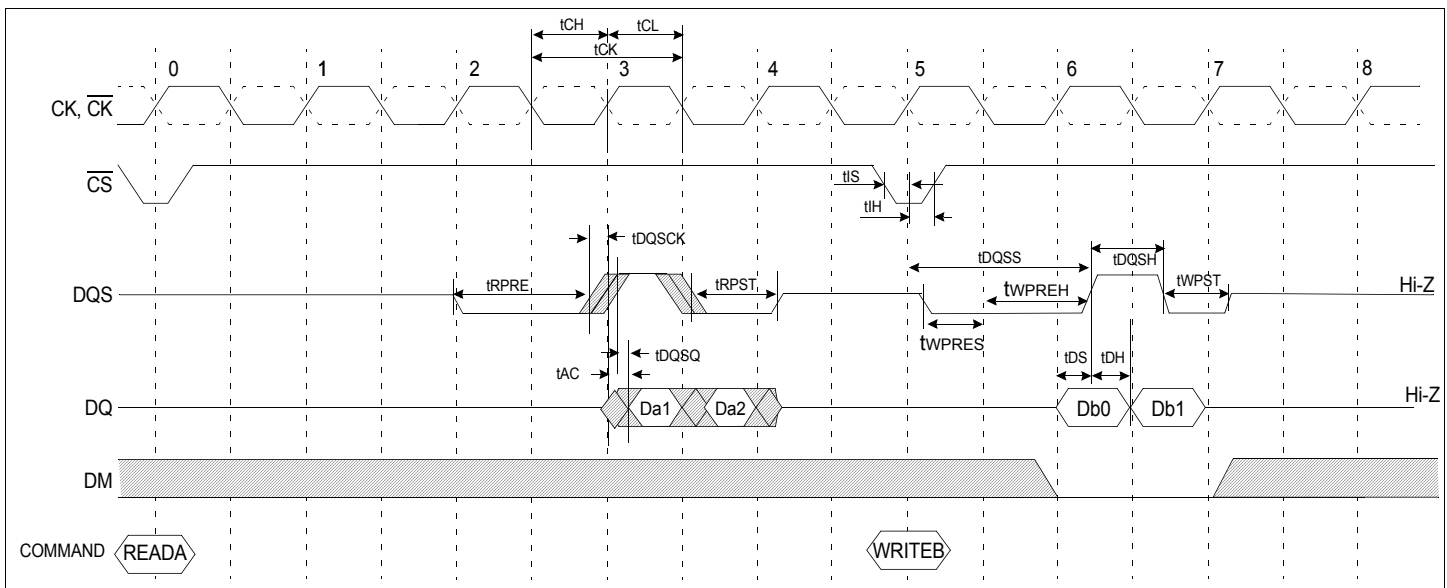 tCH tCL
tCK
0 1 2 3 4 5 6 7 8
CK, CK
CS
tIS
tIH
tDQSCK
tDQSS tDQSH
DQS tRPRE tRPST tWPREH tWPST Hi-Z
tWPRES
tDQSQ
tAC tDS tDH
DQ Da1 Da2 Db0 Db1 Hi-Z
DM
COMMAND READA WRITEB